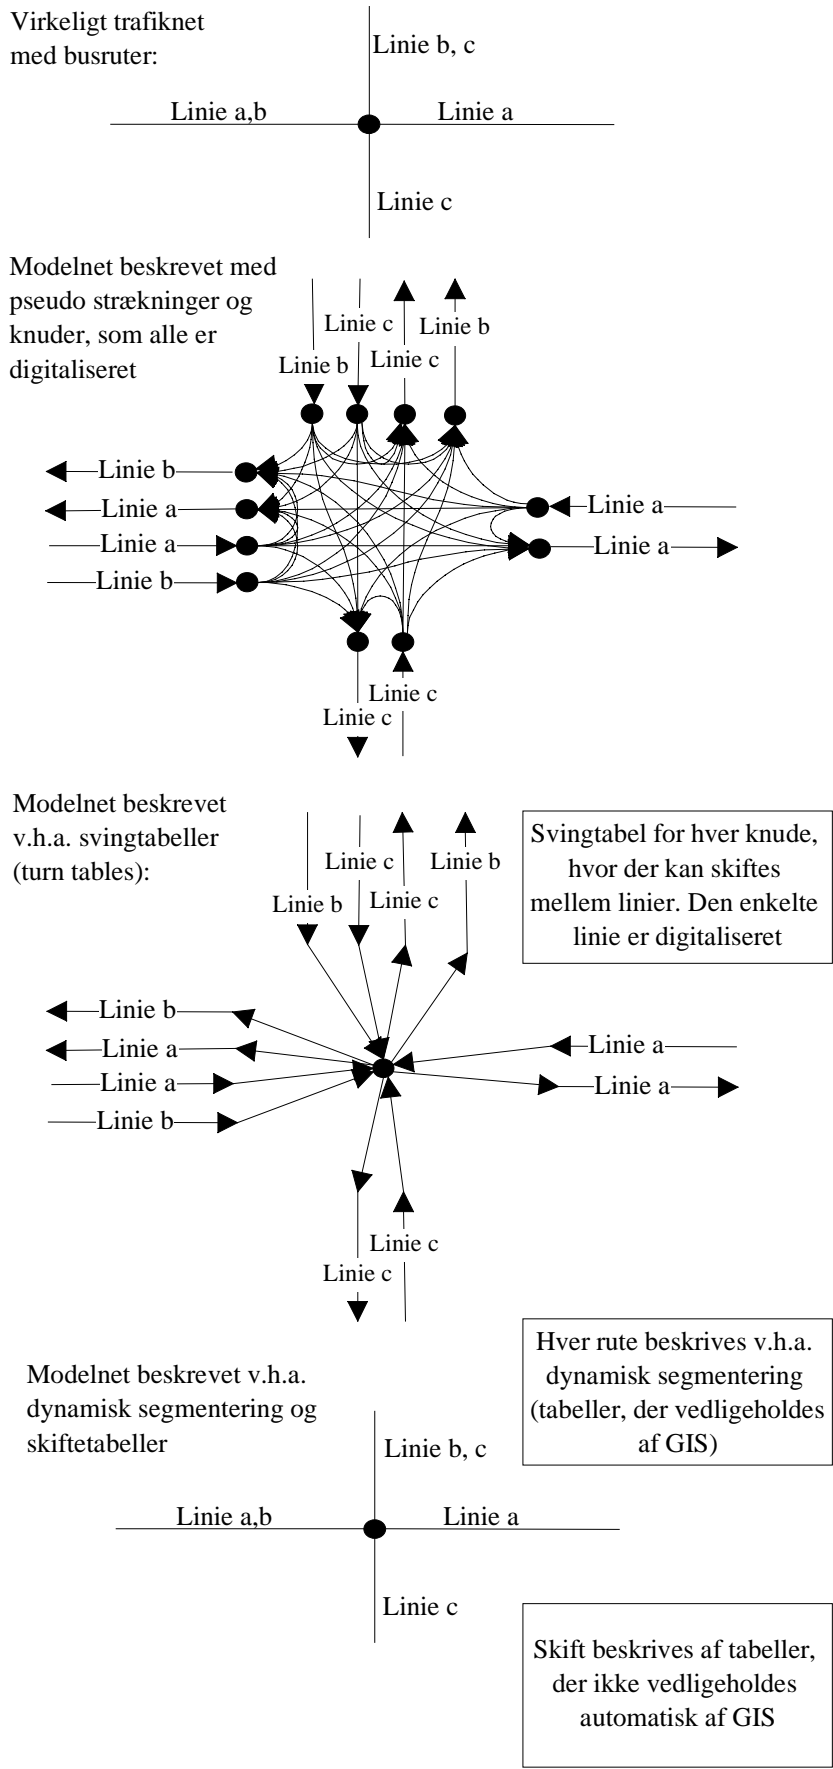 Virkeligt trafiknet
med busruter:
Linie b, c
Linie a,b
Linie a
Linie c
Modelnet beskrevet med
pseudo strækninger og
knuder, som alle er
digitaliseret
Linie c
Linie b
Linie b
Linie c
Linie b
Linie a
Linie a
Linie a
Linie a
Linie b
Linie c
Linie c
Modelnet beskrevet
v.h.a. svingtabeller
(turn tables):
Linie c
Linie b
Linie b
Linie c
Svingtabel for hver knude,
hvor der kan skiftes
mellem linier. Den enkelte
linie er digitaliseret
Linie b
Linie a
Linie a
Linie a
Linie a
Linie b
Linie c
Linie c
Hver rute beskrives v.h.a.
dynamisk segmentering
(tabeller, der vedligeholdes
af GIS)
Modelnet beskrevet v.h.a.
dynamisk segmentering og
skiftetabeller
Linie b, c
Linie a,b
Linie a
Linie c
Skift beskrives af tabeller,
der ikke vedligeholdes
automatisk af GIS